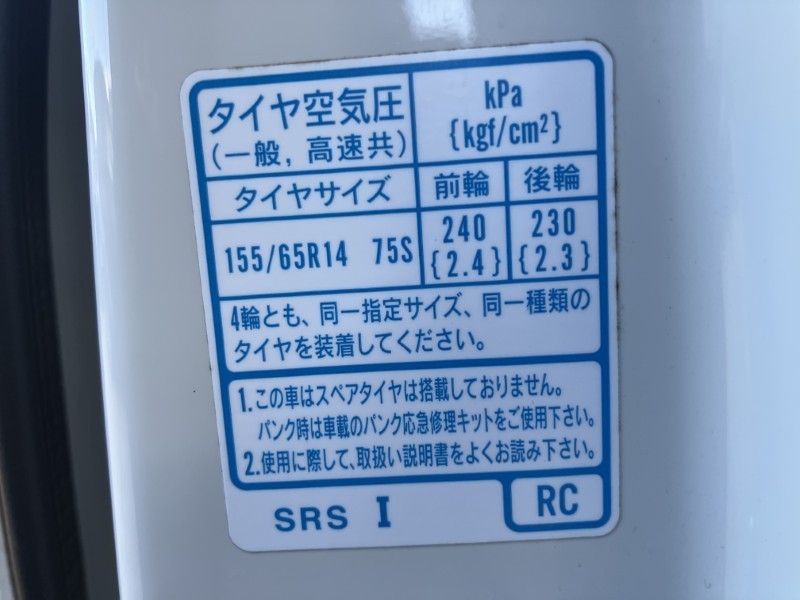 タイヤ空気圧
(一般, 高速共)
kPa
{kgf/cm²}
タイヤサイズ 前輪 後輪
155/65R14 75S 240 230
{2.4} {2.3}
4輪とも、同一指定サイズ、同一種類の
タイヤを装着してください。
1.この車はスペアタイヤは搭載しておりません。
パンク時は車載のパンク応急修理キットをご使用下さい。
2.使用に際して、取扱い説明書をよくお読み下さい。
SRS I RC